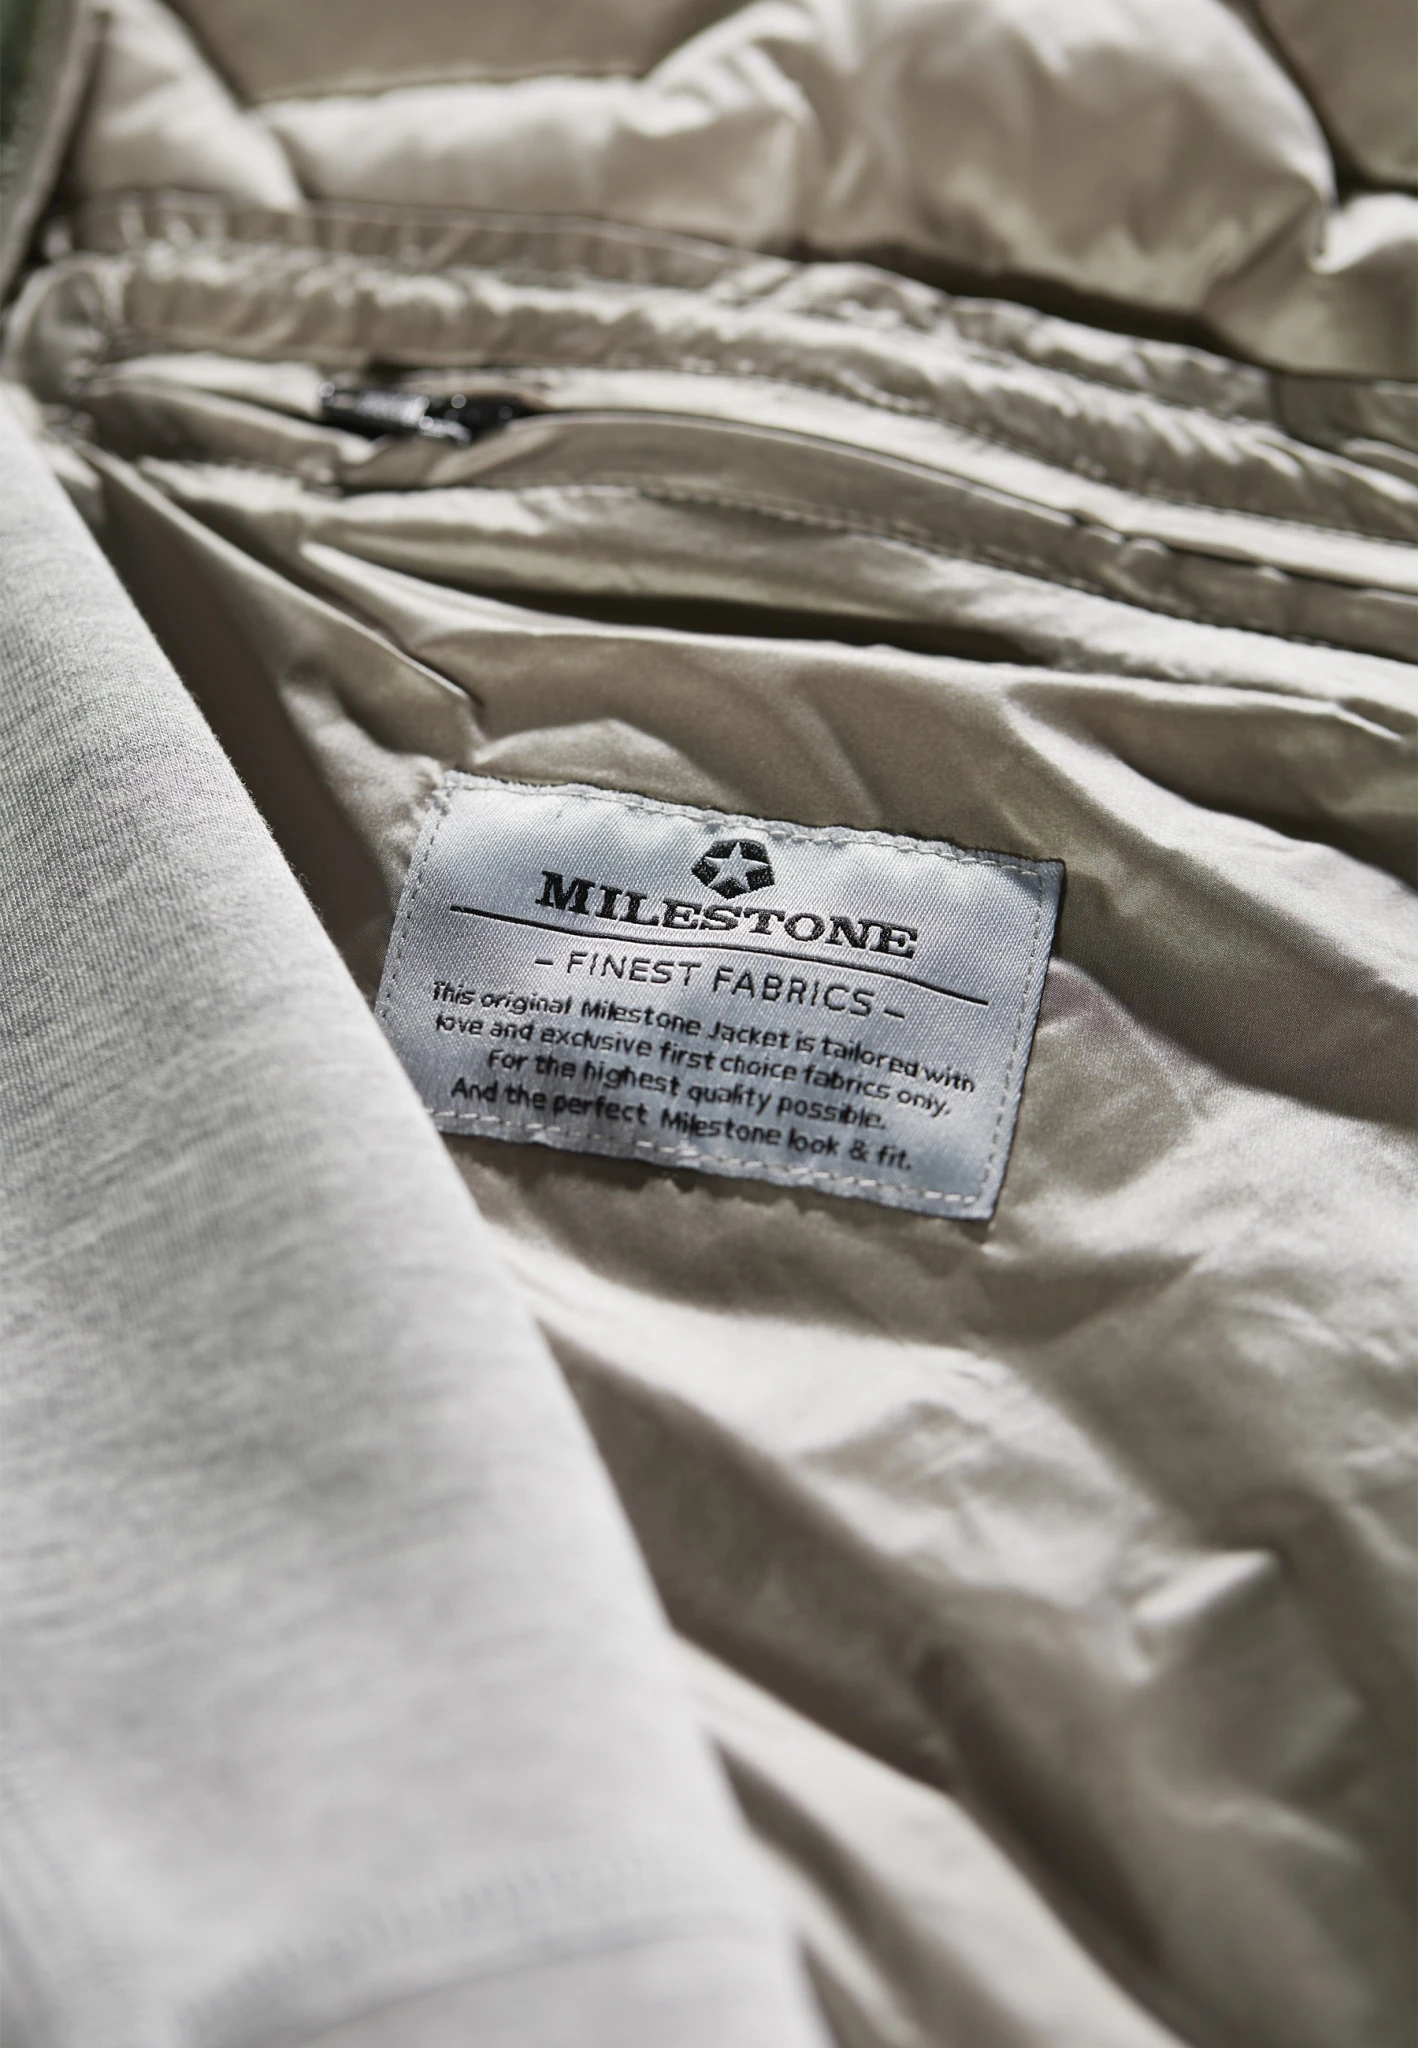 MILESTONE
- FINEST FABRICS -
This original Milestone Jacket is tailored with
love and exclusive first choice fabrics only.
For the highest quality possible.
And the perfect Milestone look & fit.